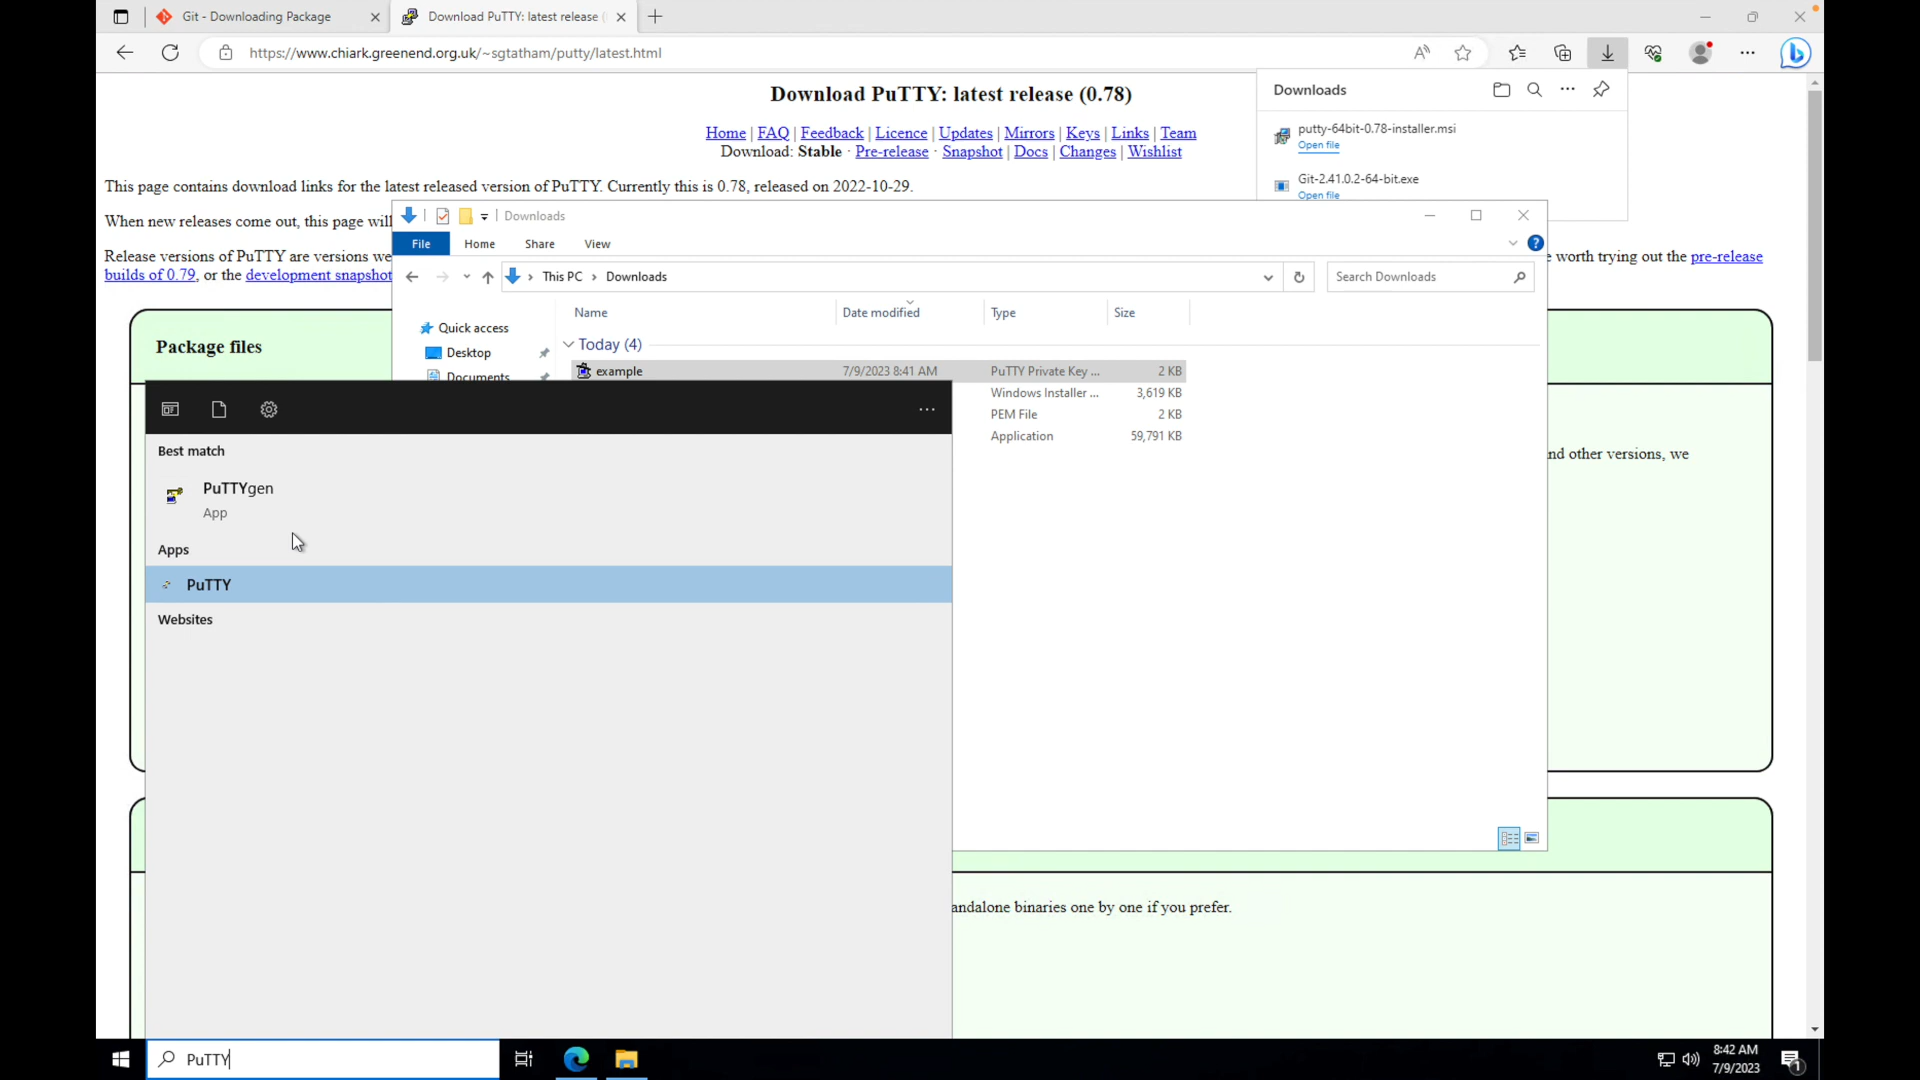 Git - Downloading Package
Download PuTTY: latest release (
https://www.chiark.greenend.org.uk/~sgtatham/putty/latest.html
Download PuTTY: latest release (0.78)
Home | FAQ | Feedback | Licence | Updates | Mirrors | Keys | Links | Team
Download: Stable · Pre-release · Snapshot | Docs | Changes | Wishlist
This page contains download links for the latest released version of PuTTY. Currently this is 0.78, released on 2022-10-29.
When new releases come out, this page will
Release versions of PuTTY are versions we
e worth trying out the pre-release
builds of 0.79, or the development snapshot
Downloads
putty-64bit-0.78-installer.msi
Open file
Git-2.41.0.2-64-bit.exe
Open file
Downloads
File Home Share View
This PC > Downloads
Search Downloads
Name Date modified Type Size
Quick access
Desktop
Documents
Today (4)
example 7/9/2023 8:41 AM PuTTY Private Key ... 2 KB
Windows Installer ... 3,619 KB
PEM File 2 KB
Application 59,791 KB
Package files
nd other versions, we
andalone binaries one by one if you prefer.
Best match
PuTTYgen
App
Apps
PuTTY
Websites
PuTTY
8:42 AM
7/9/2023
1